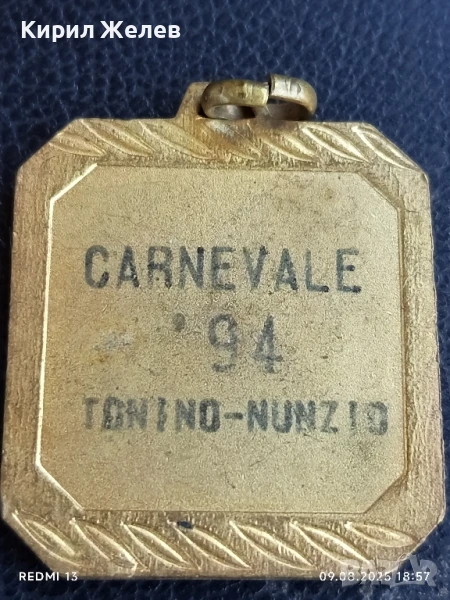 Кирил Желев
CARNEVALE
'94
TONINO-NUNZIO
REDMI 13
09.08.2025 18:57